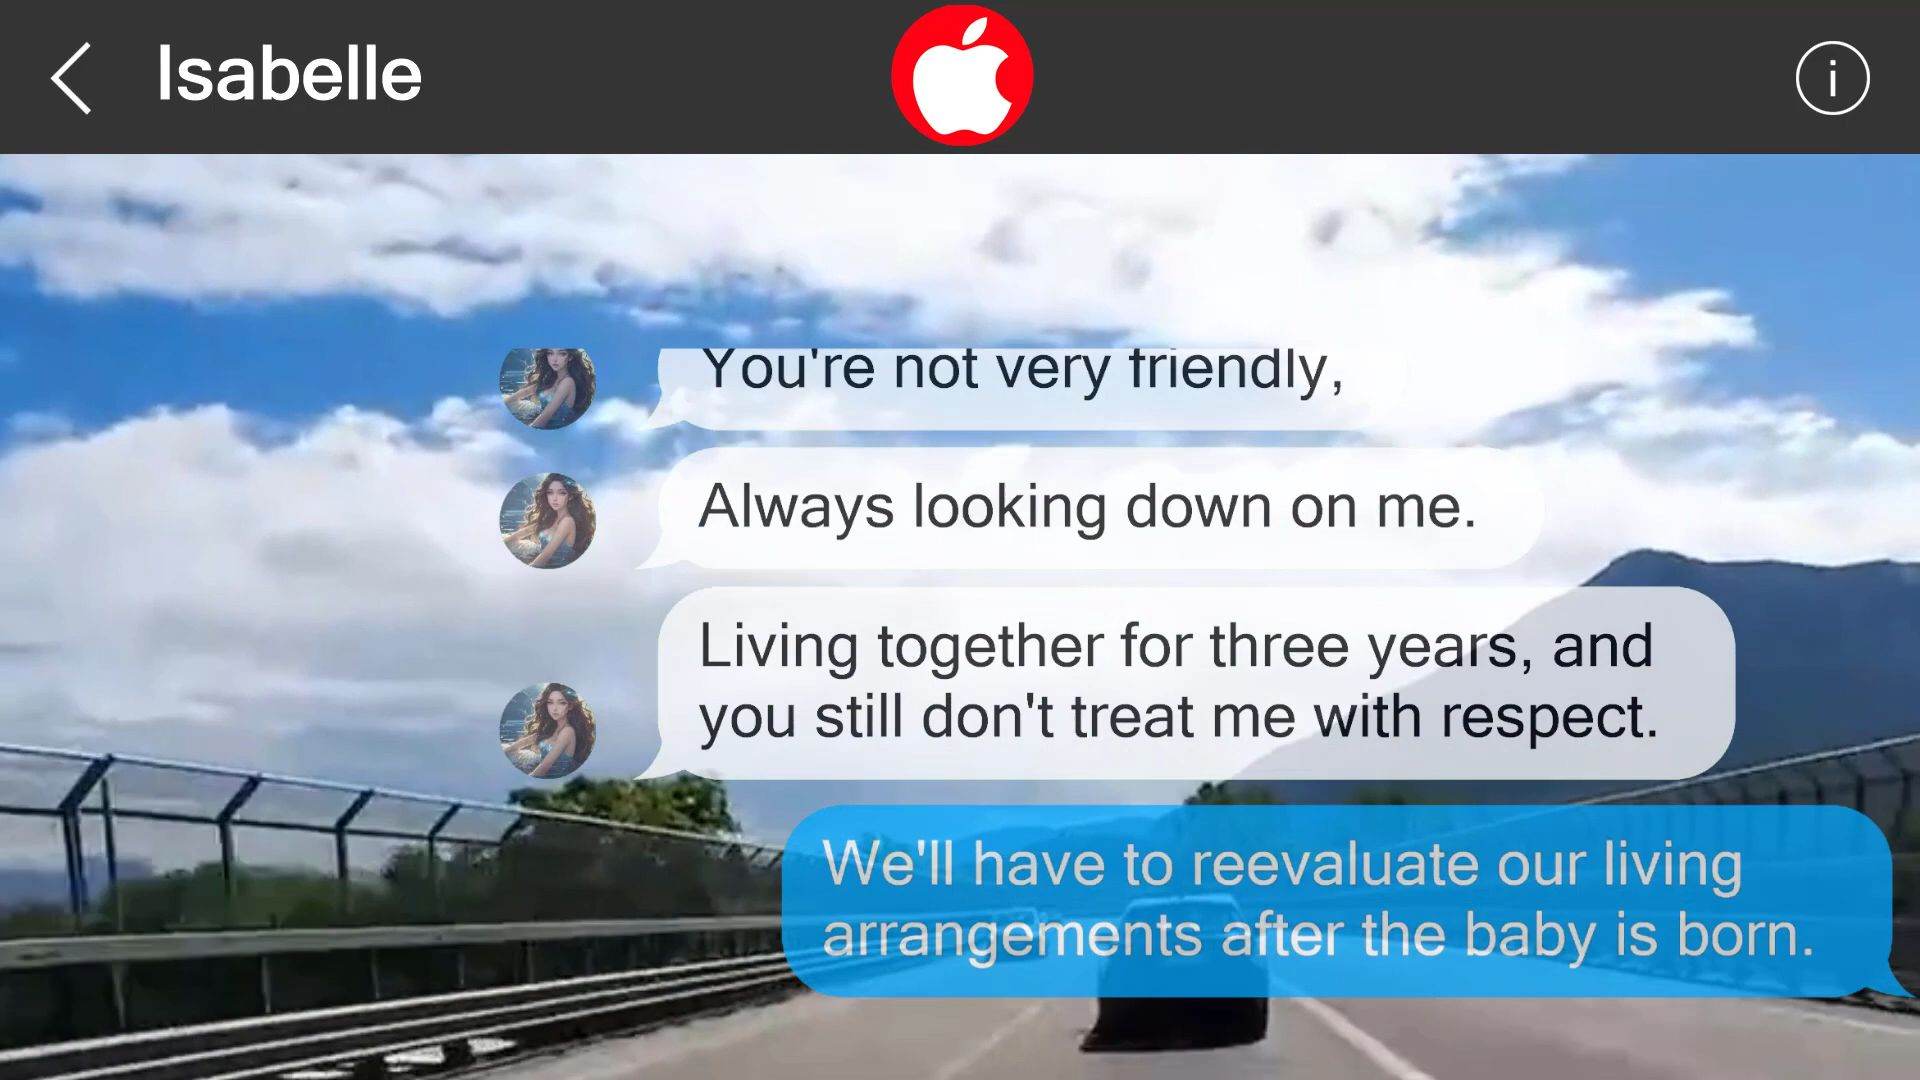 Isabelle
You're not very friendly,
Always looking down on me.
Living together for three years, and
you still don't treat me with respect.
We'll have to reevaluate our living
arrangements after the baby is born.